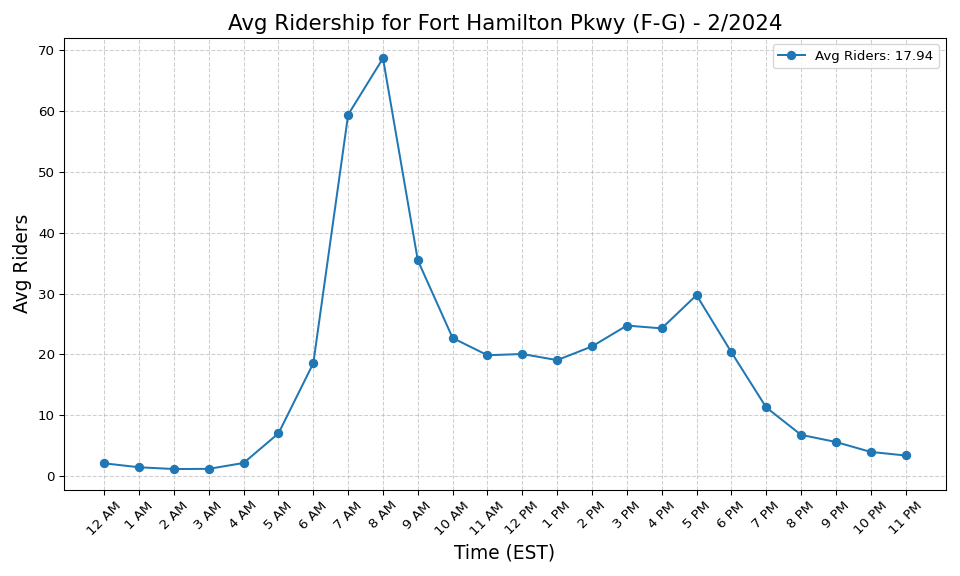 Avg Ridership for Fort Hamilton Pkwy (F-G) - 2/2024
Avg Riders: 17.94
70
60
50
40
30
20
10
0
Avg Riders
12 AM 1 AM 2 AM 3 AM 4 AM 5 AM 6 AM 7 AM 8 AM 9 AM 10 AM 11 AM 12 PM 1 PM 2 PM 3 PM 4 PM 5 PM 6 PM 7 PM 8 PM 9 PM 10 PM 11 PM
Time (EST)